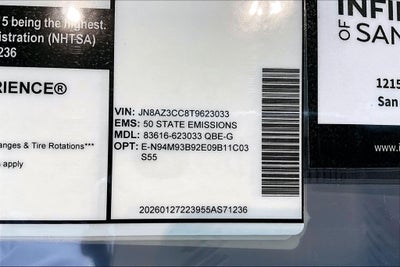 5 being the highest.
istration (NHTSA)
236
RIENCE®
anges & Tire Rotations***
apply
VIN: JN8AZ3CC8T9623033
EMS: 50 STATE EMISSIONS
MDL: 83616-623033 QBE-G
OPT: E-N94M93B92E09B11C03
S55
20260127223955AS71236
INFIN
OF SAN
1215
San
www.i